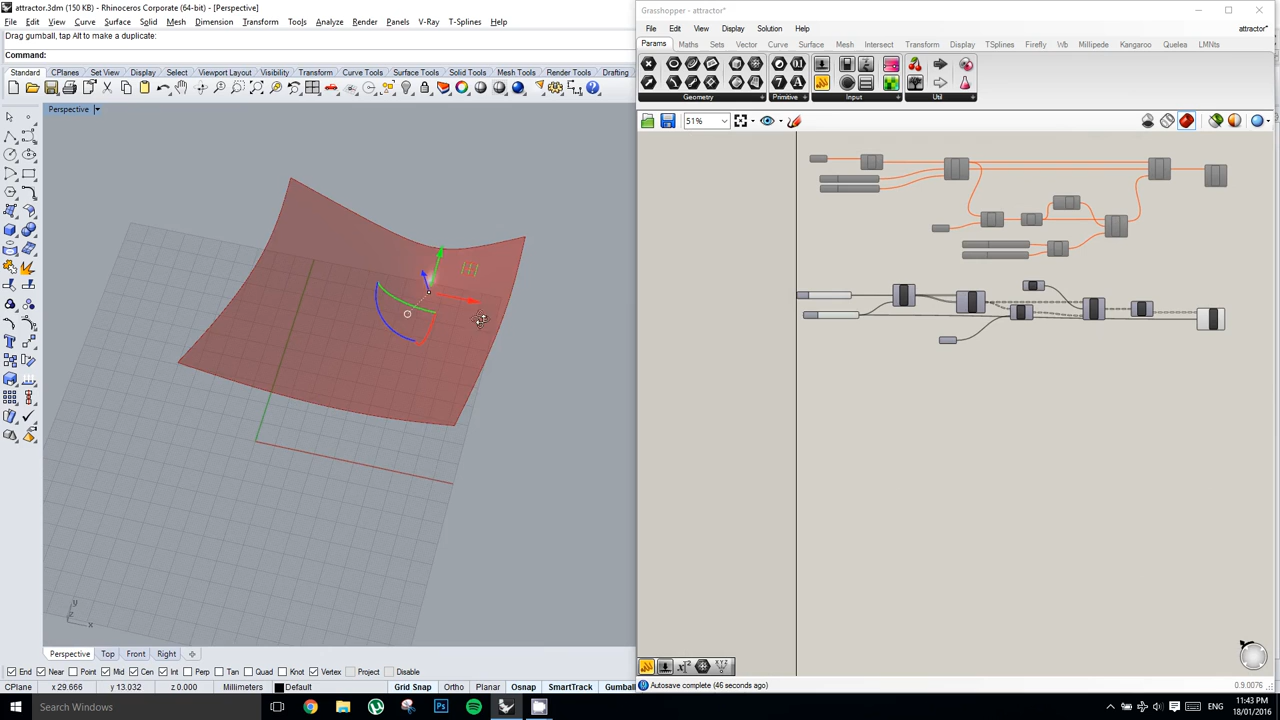 attractor.3dm (150 KB) - Rhinoceros Corporate (64-bit) - [Perspective]
File Edit View Curve Surface Solid Mesh Dimension Transform Tools Analyze Render Panels V-Ray T-Splines Help
Drag gumball, tap Alt to make a duplicate:
Command:
Standard CPlanes Set View Display Select Viewport Layout Visibility Transform Curve Tools Surface Tools Solid Tools Mesh Tools Render Tools Drafting
Perspective
z y x
Perspective Top Front Right
End Near Point Mid Cen Int Perp Tan Quad Knot Vertex Project Disable
CPlane x 29.666 y 13.032 z 0.000 Millimeters Default Grid Snap Ortho Planar Osnap SmartTrack Gumba
Grasshopper - attractor*
File Edit View Display Solution Help attractor*
Params Maths Sets Vector Curve Surface Mesh Intersect Transform Display TSplines Firefly Wb Millipede Kangaroo Quelea LMNts
Geometry Primitive Input Util
51%
Autosave complete (46 seconds ago) 0.9.0076
Search Windows
ENG
11:43 PM
18/01/2016